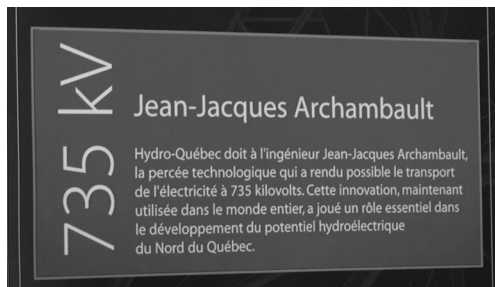 735 kV
Jean-Jacques Archambault
Hydro-Québec doit à l'ingénieur Jean-Jacques Archambault,
la percée technologique qui a rendu possible le transport
de l'électricité à 735 kilovolts. Cette innovation, maintenant
utilisée dans le monde entier, a joué un rôle essentiel dans
le développement du potentiel hydroélectrique
du Nord du Québec.